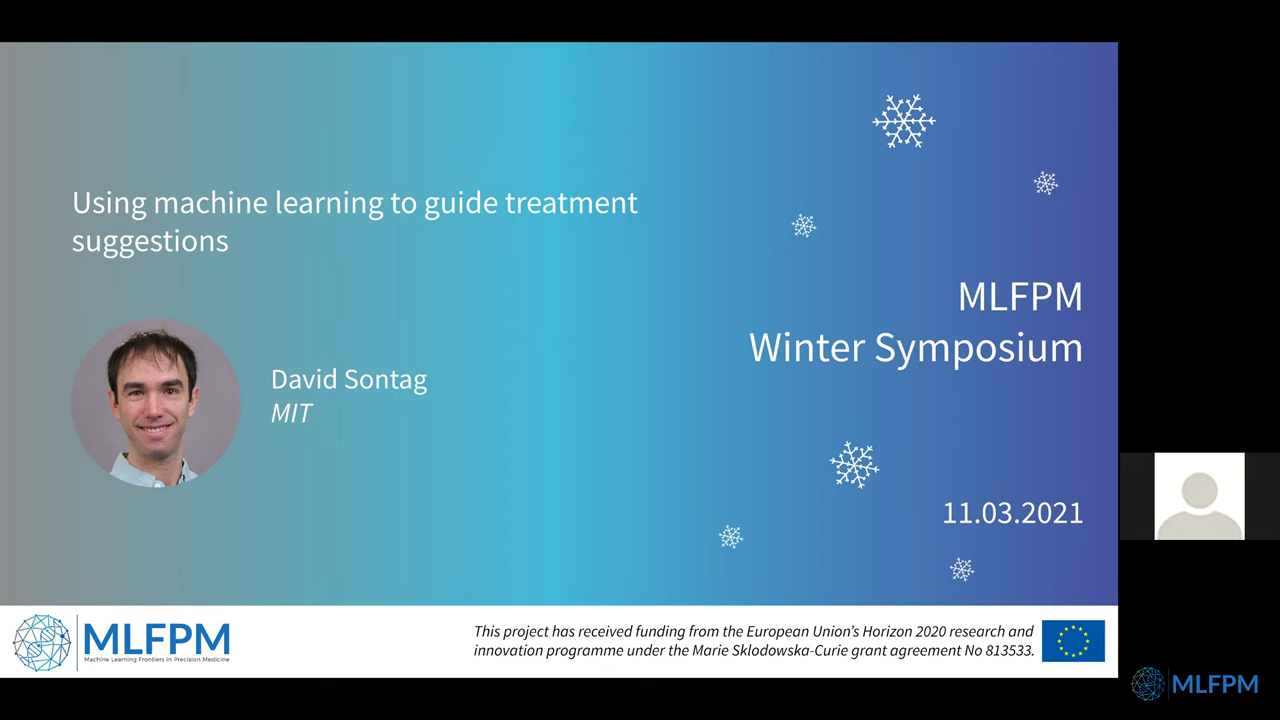 Using machine learning to guide treatment
suggestions
David Sontag
MIT
MLFPM
Winter Symposium
11.03.2021
MLFPM
Machine Learning Frontiers in Precision Medicine
This project has received funding from the European Union's Horizon 2020 research and
innovation programme under the Marie Sklodowska-Curie grant agreement No 813533.
MLFPM